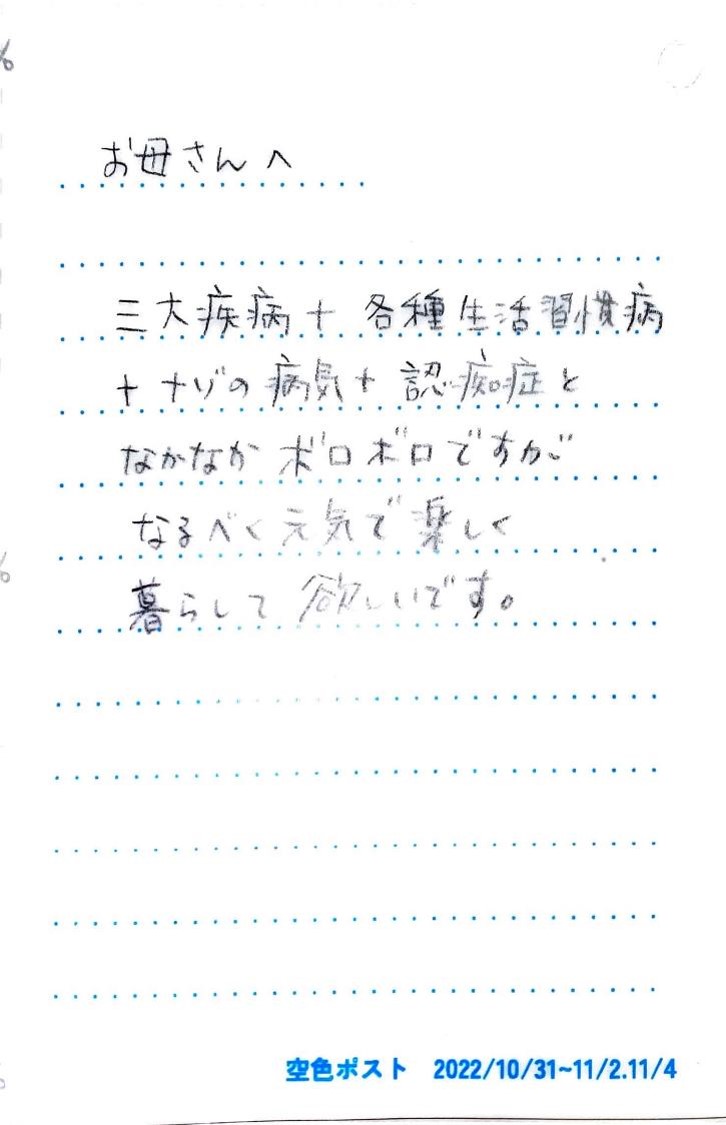 お母さんへ
三大疾病+各種生活習慣病
+ナゾの病気+認知症と
なかなかボロボロですが
なるべく元気で楽しく
暮らして欲しいです。
空色ポスト 2022/10/31~11/2.11/4